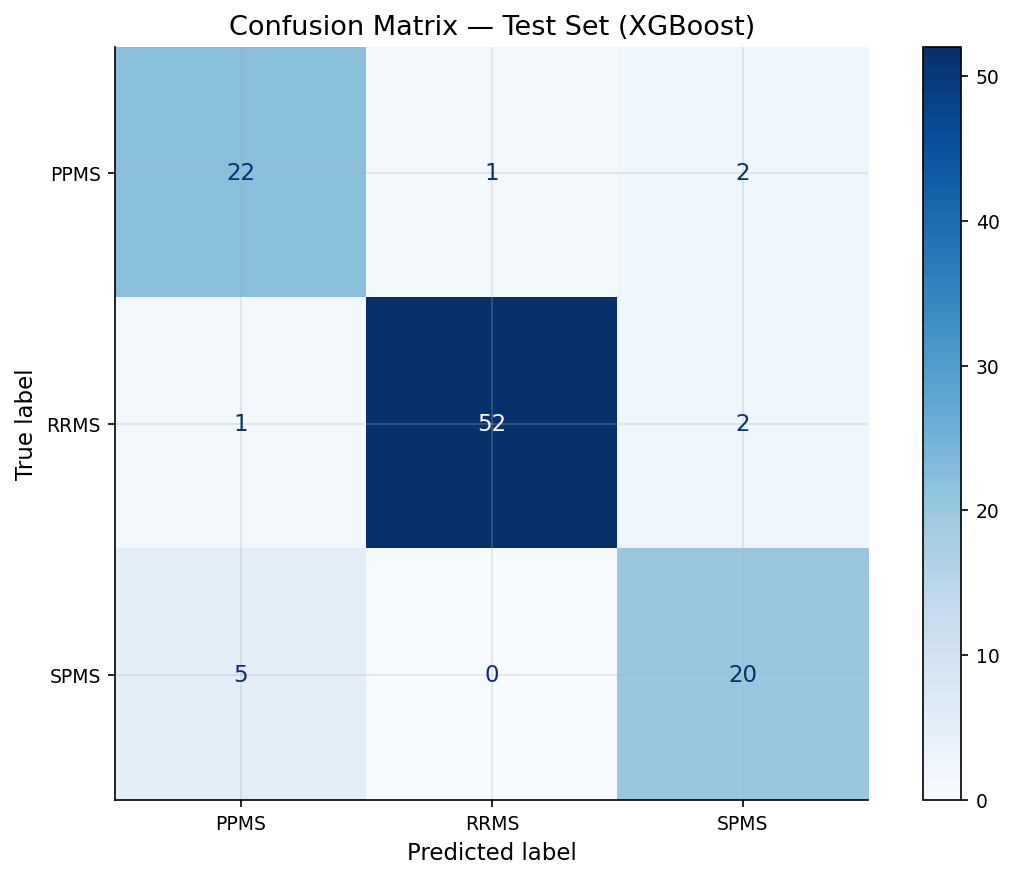 Confusion Matrix — Test Set (XGBoost)
True label
PPMS
22
1
2
RRMS
1
52
2
SPMS
5
0
20
PPMS
RRMS
SPMS
Predicted label
50
40
30
20
10
0